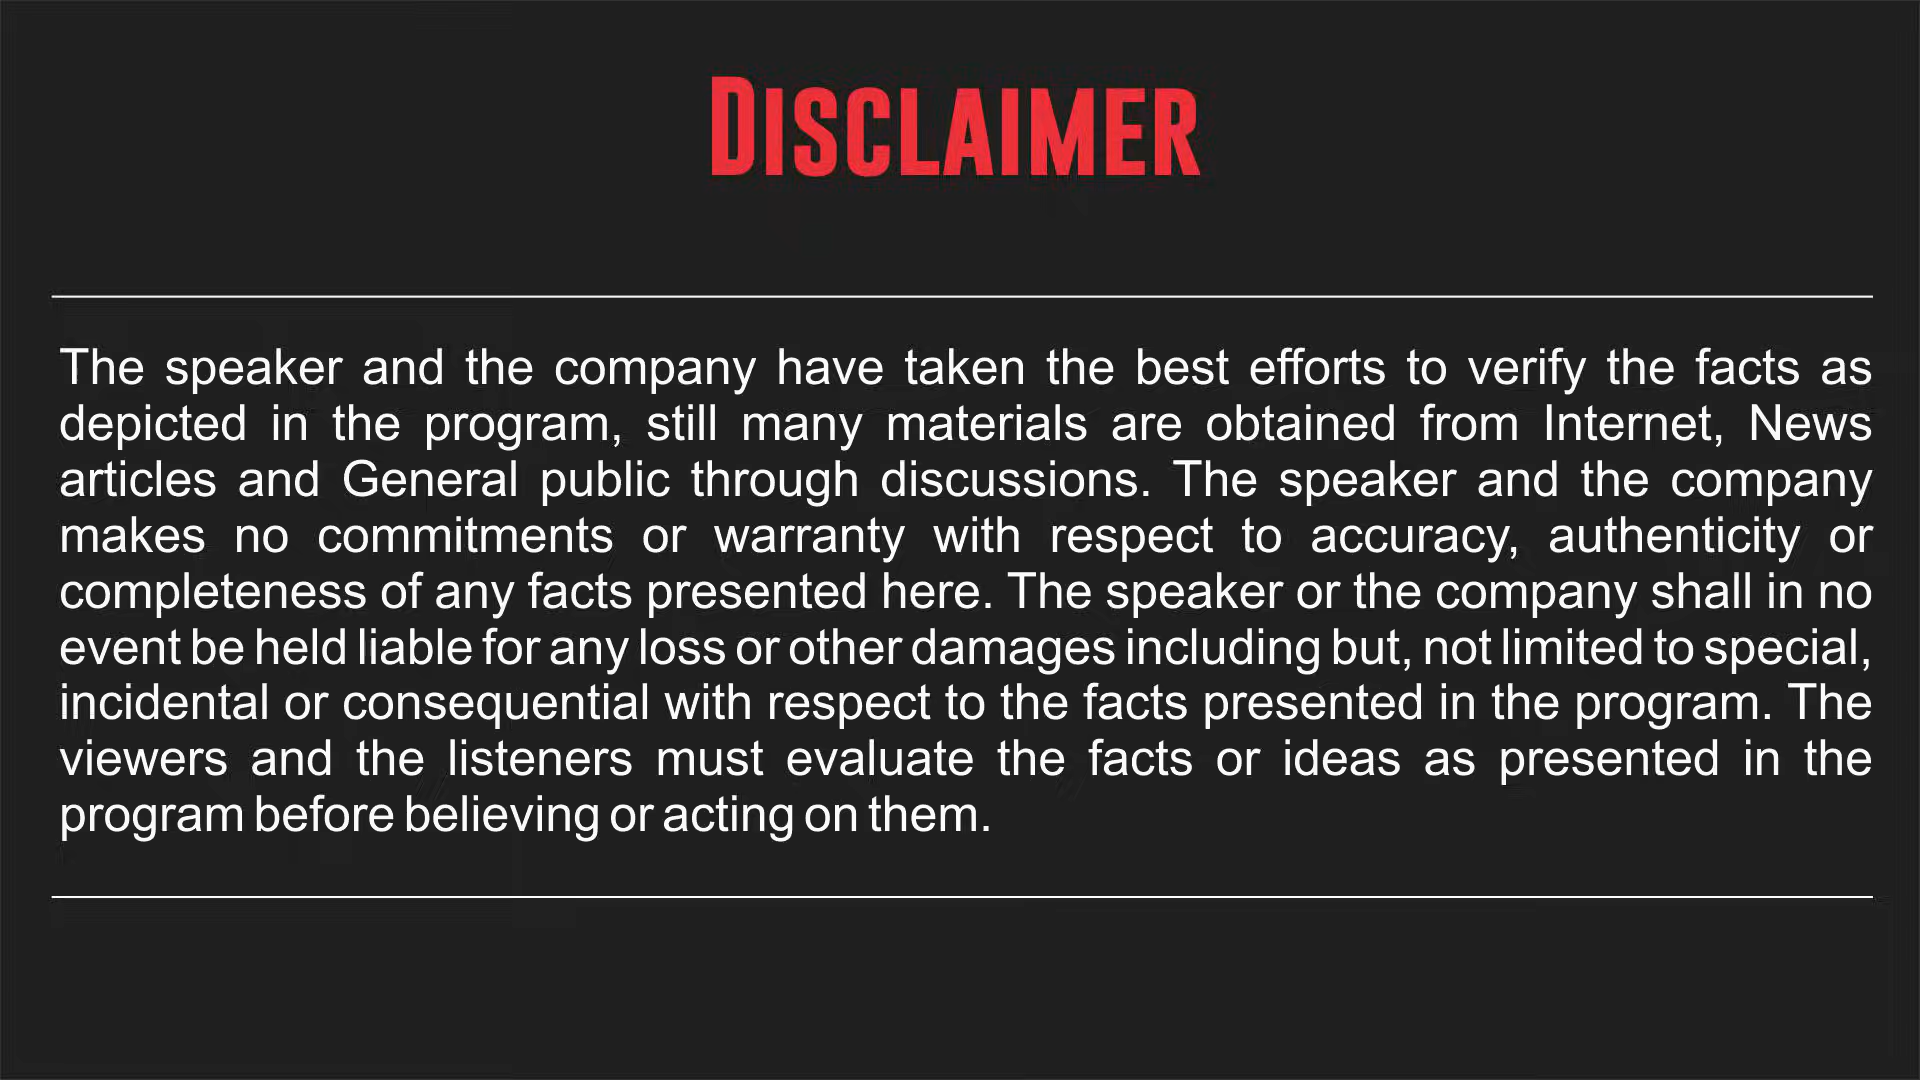 DISCLAIMER
The speaker and the company have taken the best efforts to verify the facts as
depicted in the program, still many materials are obtained from Internet, News
articles and General public through discussions. The speaker and the company
makes no commitments or warranty with respect to accuracy, authenticity or
completeness of any facts presented here. The speaker or the company shall in no
event be held liable for any loss or other damages including but, not limited to special,
incidental or consequential with respect to the facts presented in the program. The
viewers and the listeners must evaluate the facts or ideas as presented in the
program before believing or acting on them.